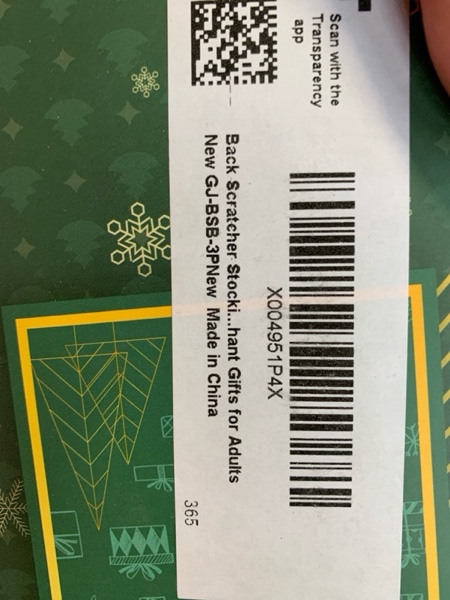 Scan with the
Transparency
app
X004951P4X
Back Scratcher Stocki...hant Gifts for Adults
New GJ-BSB-3PNew Made in China
365